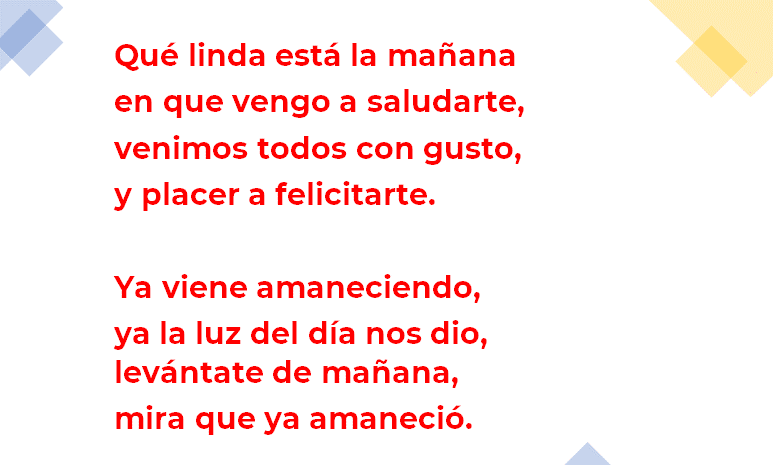 Qué linda está la mañana
en que vengo a saludarte,
venimos todos con gusto,
y placer a felicitarte.
Ya viene amaneciendo,
ya la luz del día nos dio,
levántate de mañana,
mira que ya amaneció.